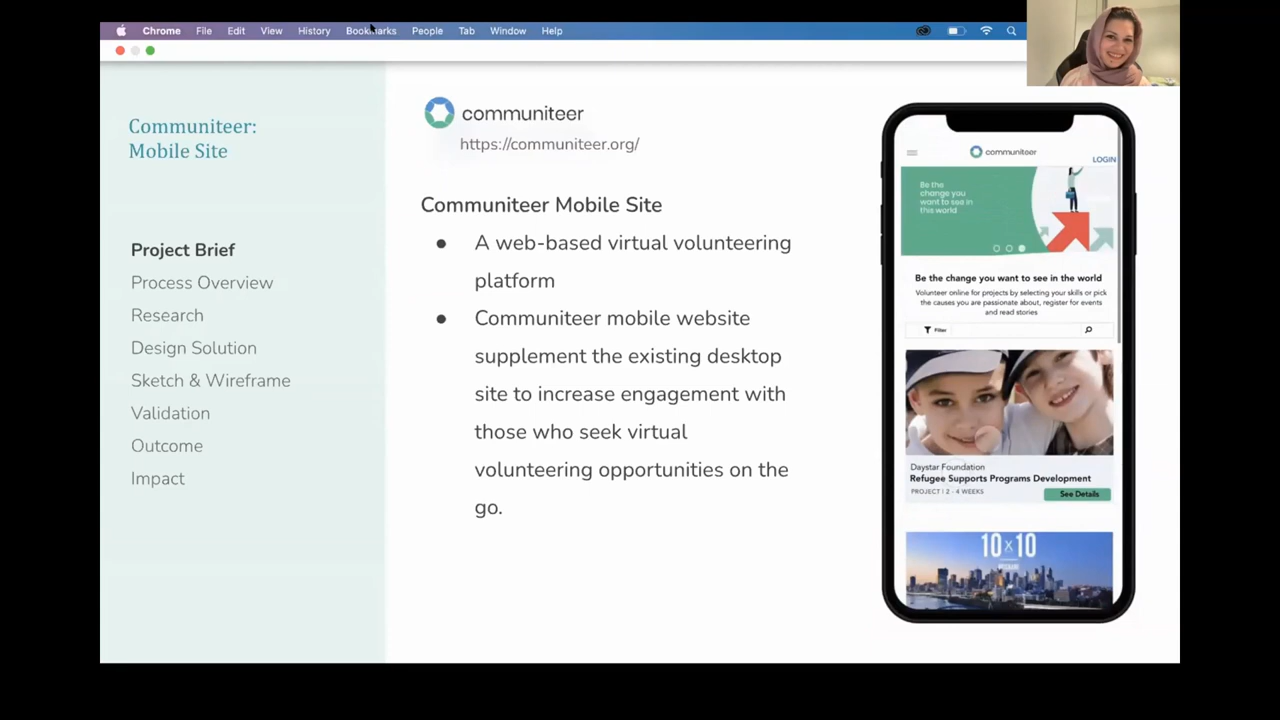 Chrome File Edit View History Bookmarks People Tab Window Help
Communiteer:
Mobile Site
Project Brief
Process Overview
Research
Design Solution
Sketch & Wireframe
Validation
Outcome
Impact
communiteer
https://communiteer.org/
Communiteer Mobile Site
● A web-based virtual volunteering
platform
● Communiteer mobile website
supplement the existing desktop
site to increase engagement with
those who seek virtual
volunteering opportunities on the
go.
communiteer
LOGIN
Be the
change you
want to see in
this world
Be the change you want to see in the world
Volunteer online for projects by selecting your skills or pick
the causes you are passionate about, register for events
and read stories
Filter
Daystar Foundation
Refugee Supports Programs Development
PROJECT | 2 - 4 WEEKS
See Details
10x10